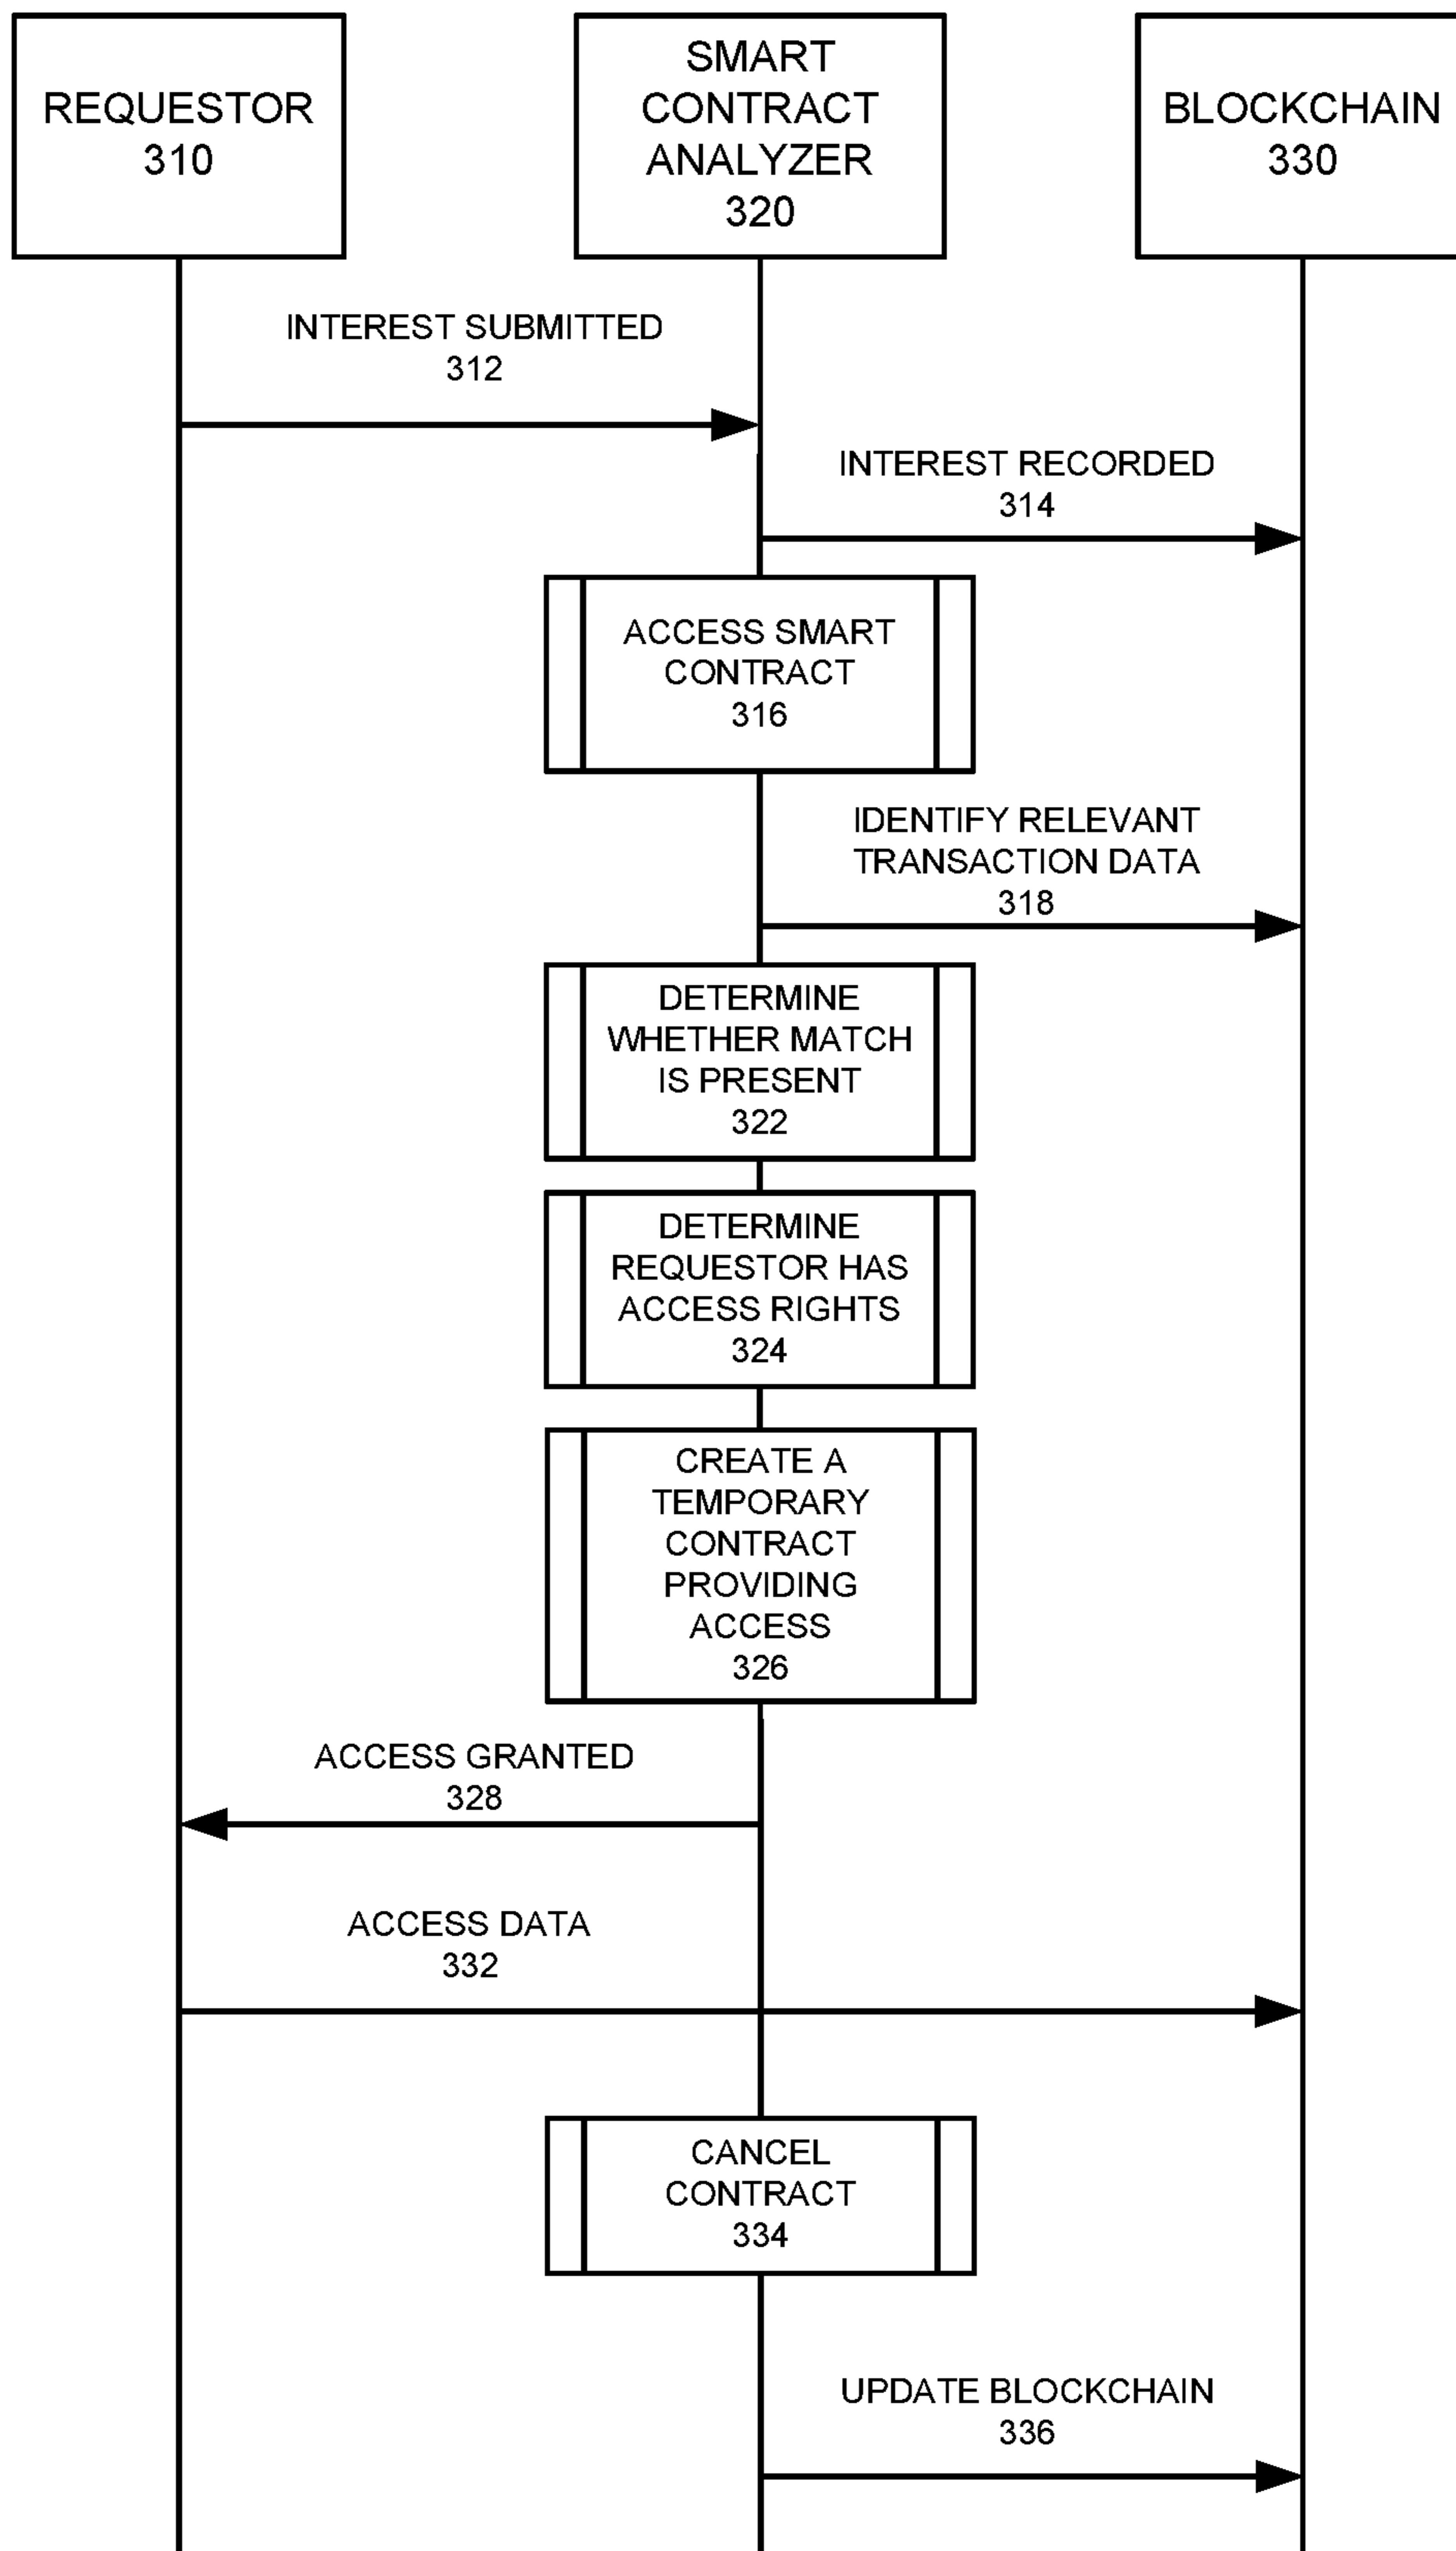 REQUESTOR
310
SMART
CONTRACT
ANALYZER
320
BLOCKCHAIN
330
INTEREST SUBMITTED
312
INTEREST RECORDED
314
ACCESS SMART
CONTRACT
316
IDENTIFY RELEVANT
TRANSACTION DATA
318
DETERMINE
WHETHER MATCH
IS PRESENT
322
DETERMINE
REQUESTOR HAS
ACCESS RIGHTS
324
CREATE A
TEMPORARY
CONTRACT
PROVIDING
ACCESS
326
ACCESS GRANTED
328
ACCESS DATA
332
CANCEL
CONTRACT
334
UPDATE BLOCKCHAIN
336